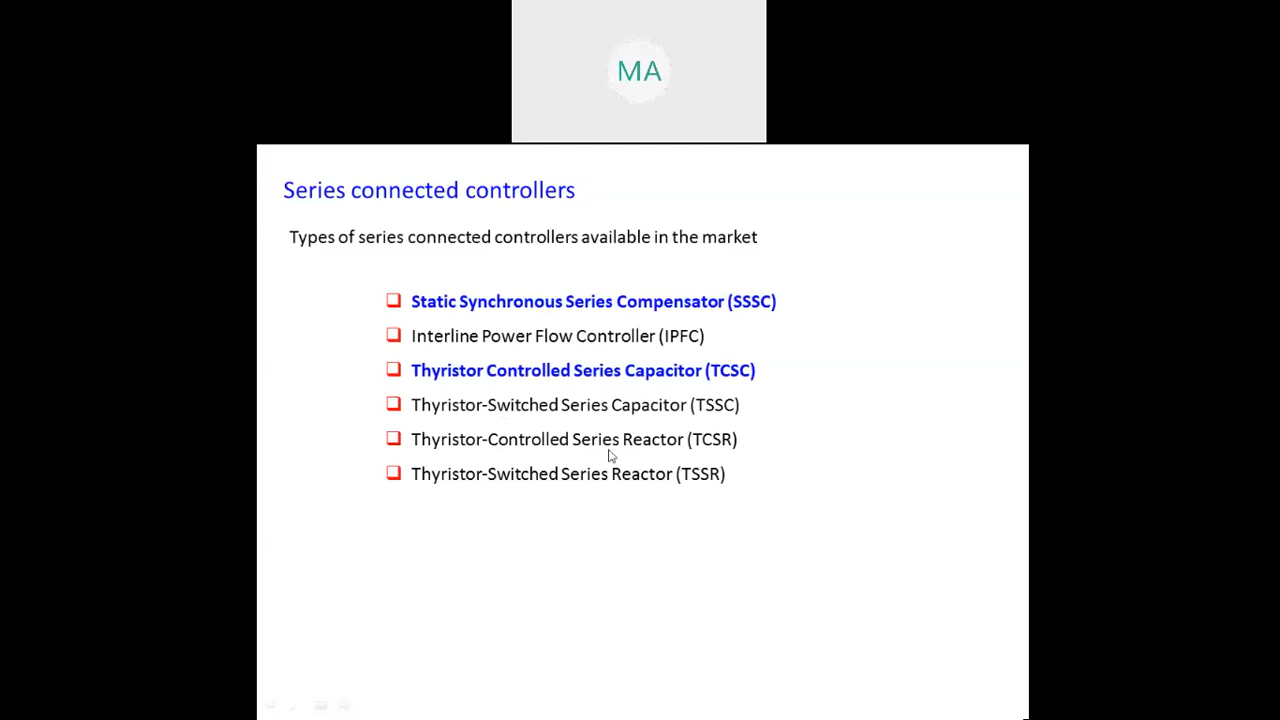 MA
Series connected controllers
Types of series connected controllers available in the market
Static Synchronous Series Compensator (SSSC)
Interline Power Flow Controller (IPFC)
Thyristor Controlled Series Capacitor (TCSC)
Thyristor-Switched Series Capacitor (TSSC)
Thyristor-Controlled Series Reactor (TCSR)
Thyristor-Switched Series Reactor (TSSR)